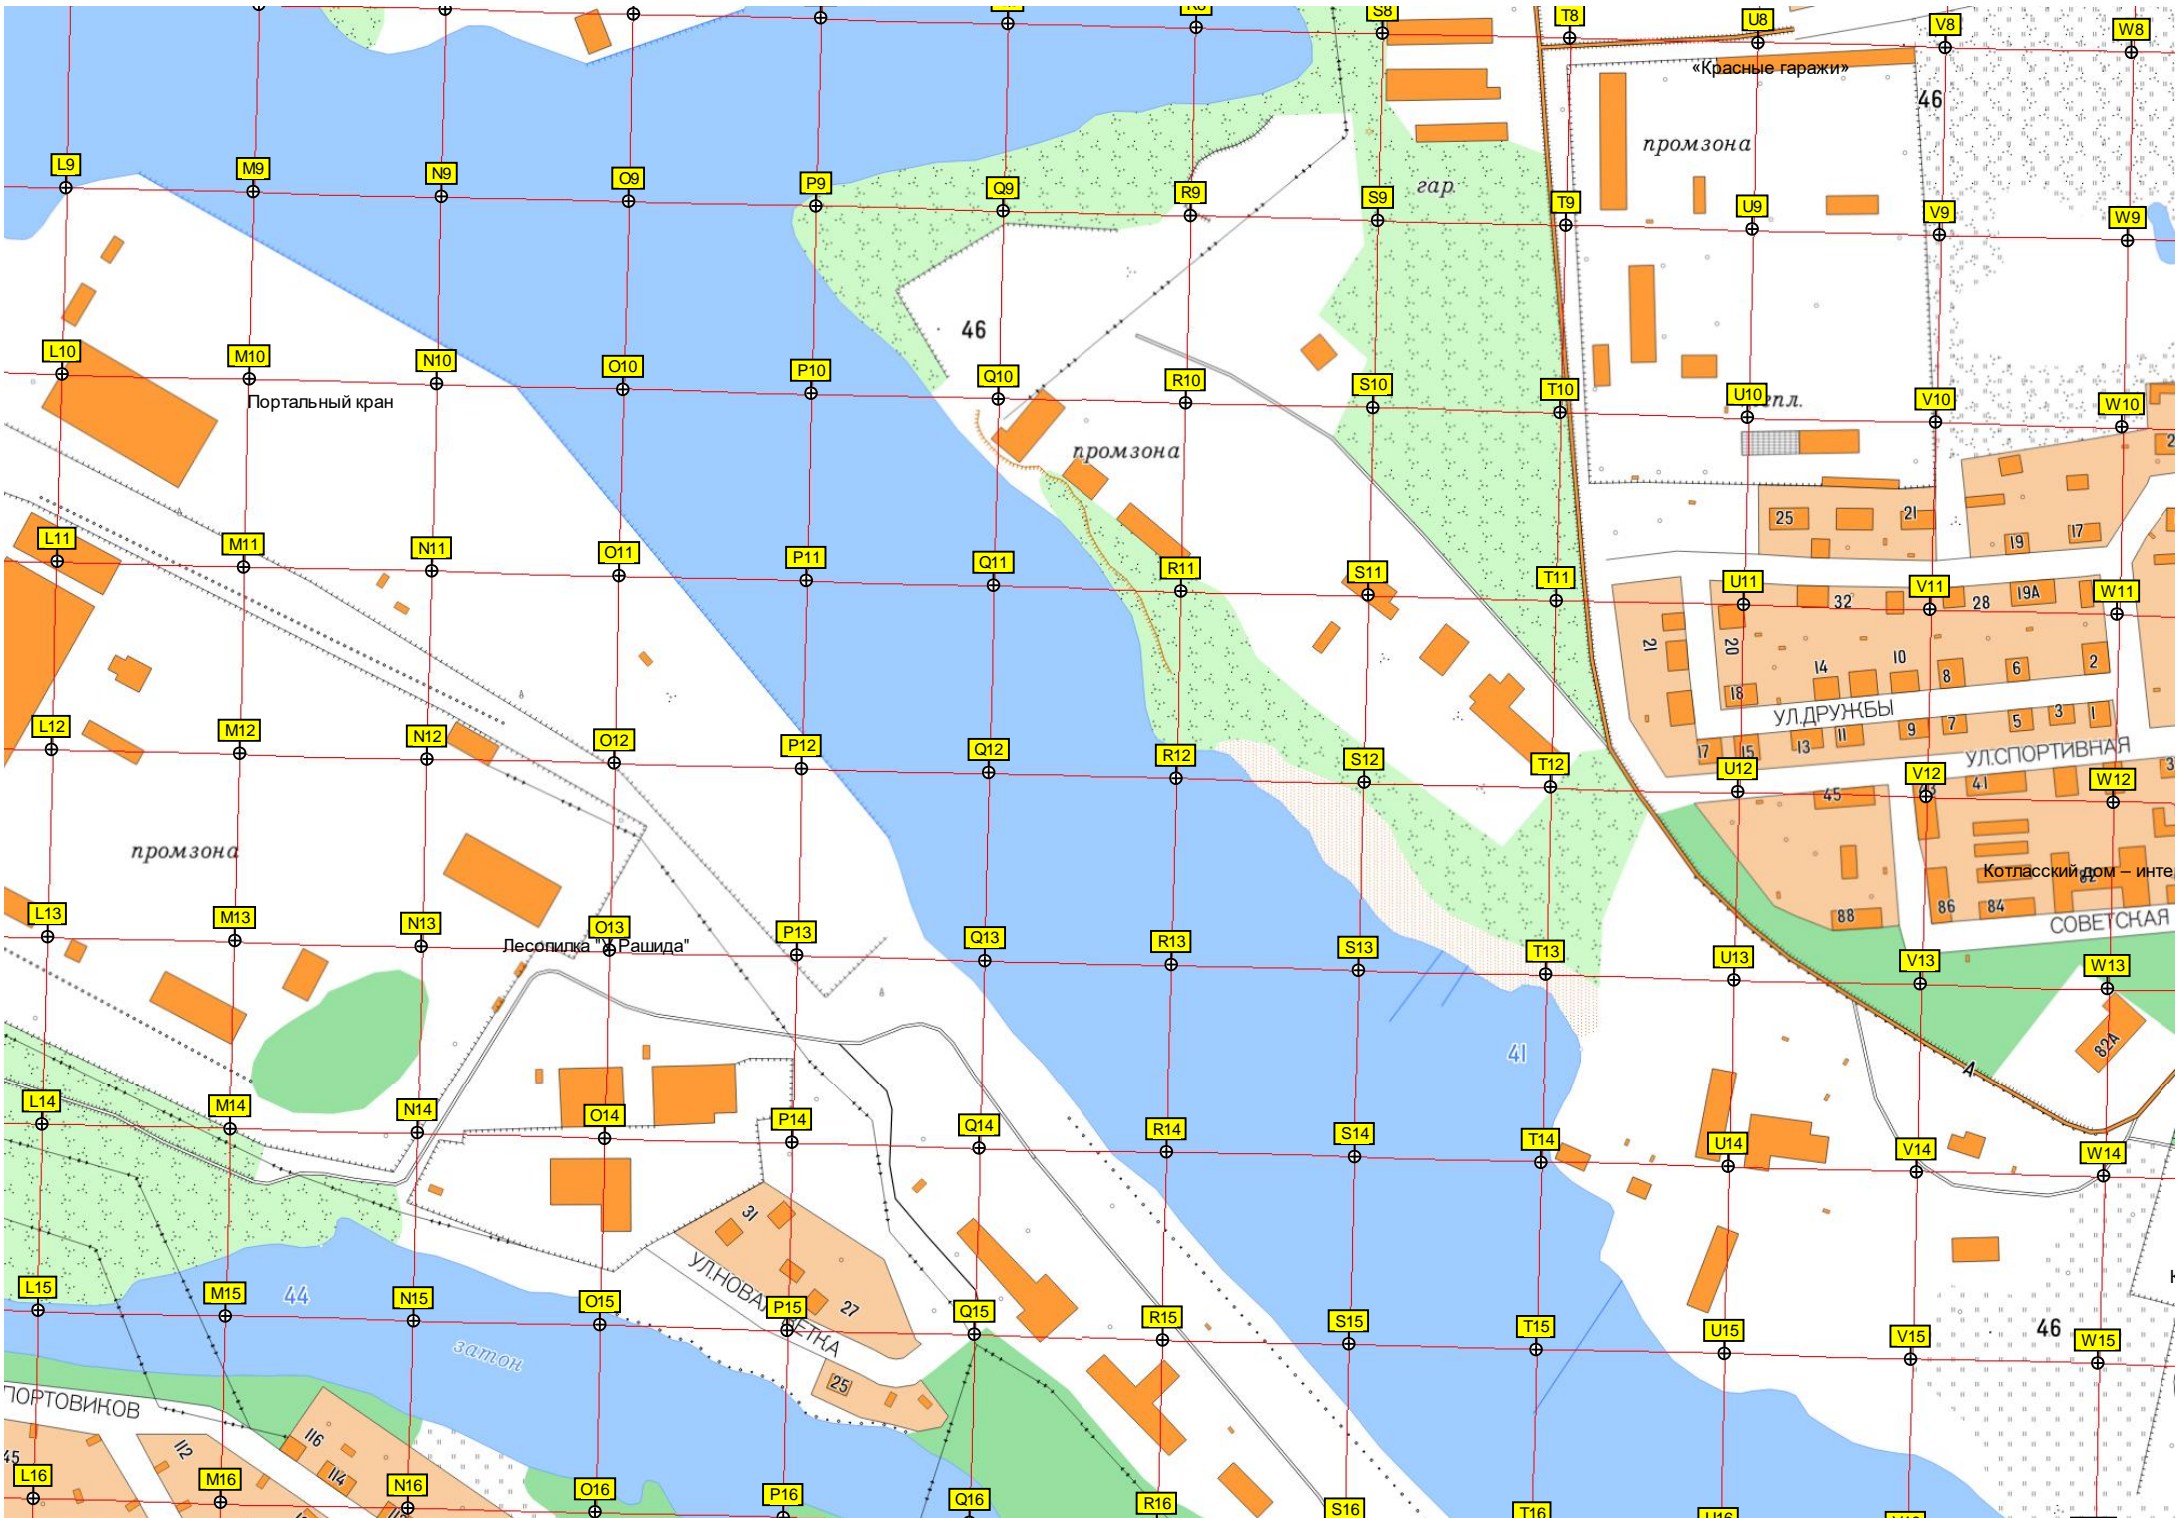 S8
T8
U8
V8
W8
«Красные гаражи»
46
промзона
L9
M9
N9
O9
P9
Q9
R9
S9
гар.
T9
U9
V9
W9
46
L10
M10
N10
O10
P10
Q10
R10
S10
T10
U10
V10
W10
Портальный кран
промзона
25
21
19
17
L11
M11
N11
O11
P11
Q11
R11
S11
T11
U11
V11
W11
32
28
19А
21
20
18
14
10
8
6
2
УЛ.ДРУЖБЫ
17
15
13
11
9
7
5
3
1
УЛ.СПОРТИВНАЯ
L12
M12
N12
O12
P12
Q12
R12
S12
T12
U12
V12
W12
45
41
промзона
Котласский дом – инте
82
88
86
84
СОВЕТСКАЯ
L13
M13
N13
O13
P13
Q13
R13
S13
T13
U13
V13
W13
Лесопилка "У Рашида"
41
82А
А
L14
M14
N14
O14
P14
Q14
R14
S14
T14
U14
V14
W14
31
УЛ.НОВАЯ ВЕТКА
27
25
44
затон
46
L15
M15
N15
O15
P15
Q15
R15
S15
T15
U15
V15
W15
ПОРТОВИКОВ
112
116
114
45
L16
M16
N16
O16
P16
Q16
R16
S16
T16
U16